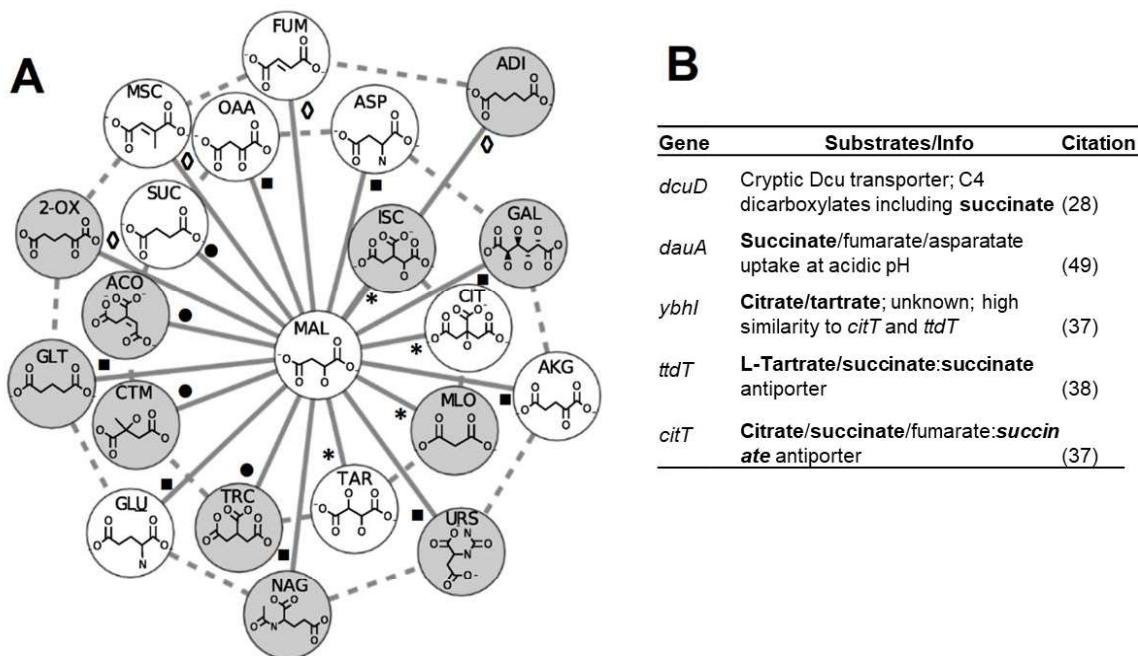 A
B
FUM
ADI
MSC
OAA
ASP
SUC
2-OX
ISC
GAL
ACO
CIT
MAL
GLT
AKG
CTM
MLO
TAR
GLU
TRC
URS
NAG
Gene Substrates/Info Citation
dcuD Cryptic Dcu transporter; C4
dicarboxylates including succinate (28)
dauA Succinate/fumarate/asparatate
uptake at acidic pH (49)
ybhI Citrate/tartrate; unknown; high
similarity to citT and ttdT (37)
ttdT L-Tartrate/succinate:succinate
antiporter (38)
citT Citrate/succinate/fumarate:succin
ate antiporter (37)